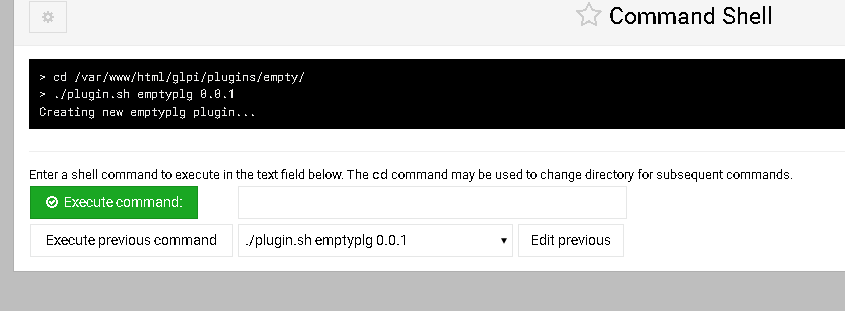 Command Shell
> cd /var/www/html/glpi/plugins/empty/
> ./plugin.sh emptyplg 0.0.1
Creating new emptyplg plugin...
Enter a shell command to execute in the text field below. The cd command may be used to change directory for subsequent commands.
Execute command:
Execute previous command ./plugin.sh emptyplg 0.0.1 Edit previous